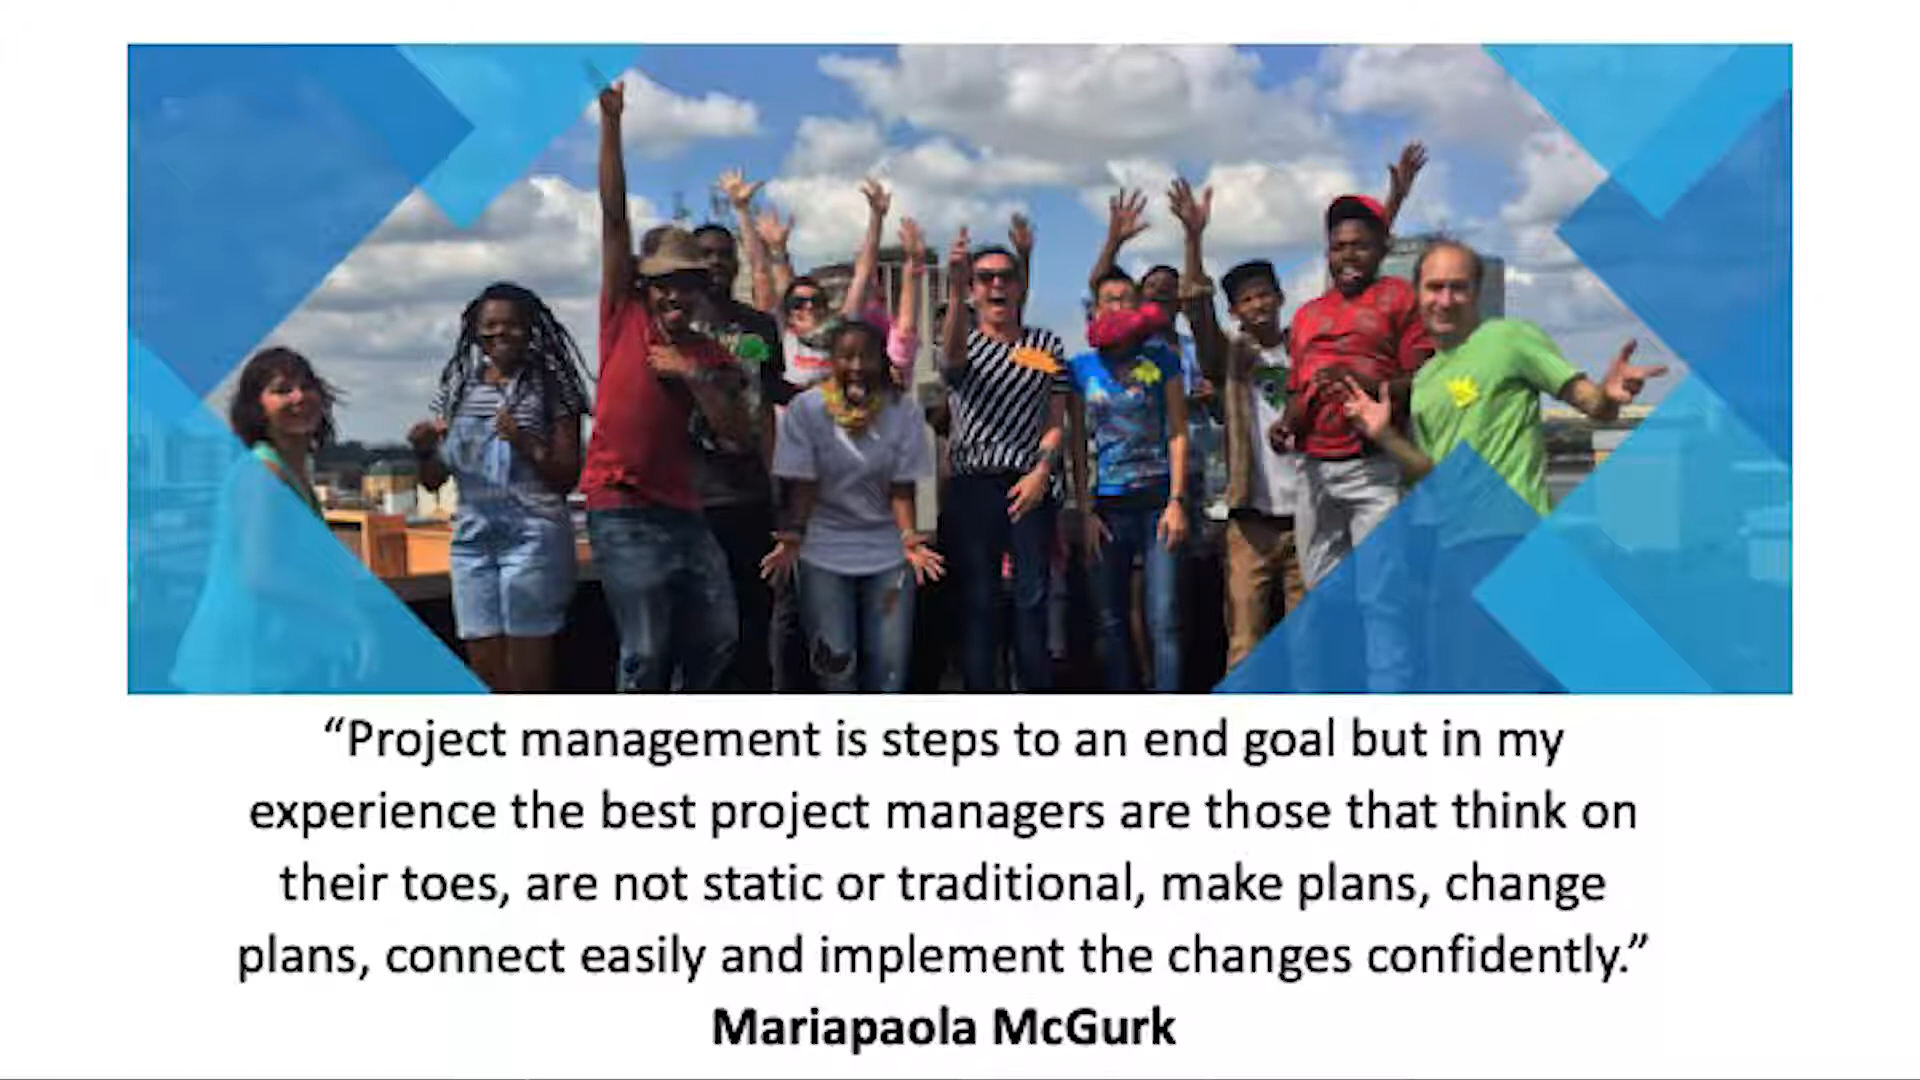 “Project management is steps to an end goal but in my
experience the best project managers are those that think on
their toes, are not static or traditional, make plans, change
plans, connect easily and implement the changes confidently.”
Mariapaola McGurk